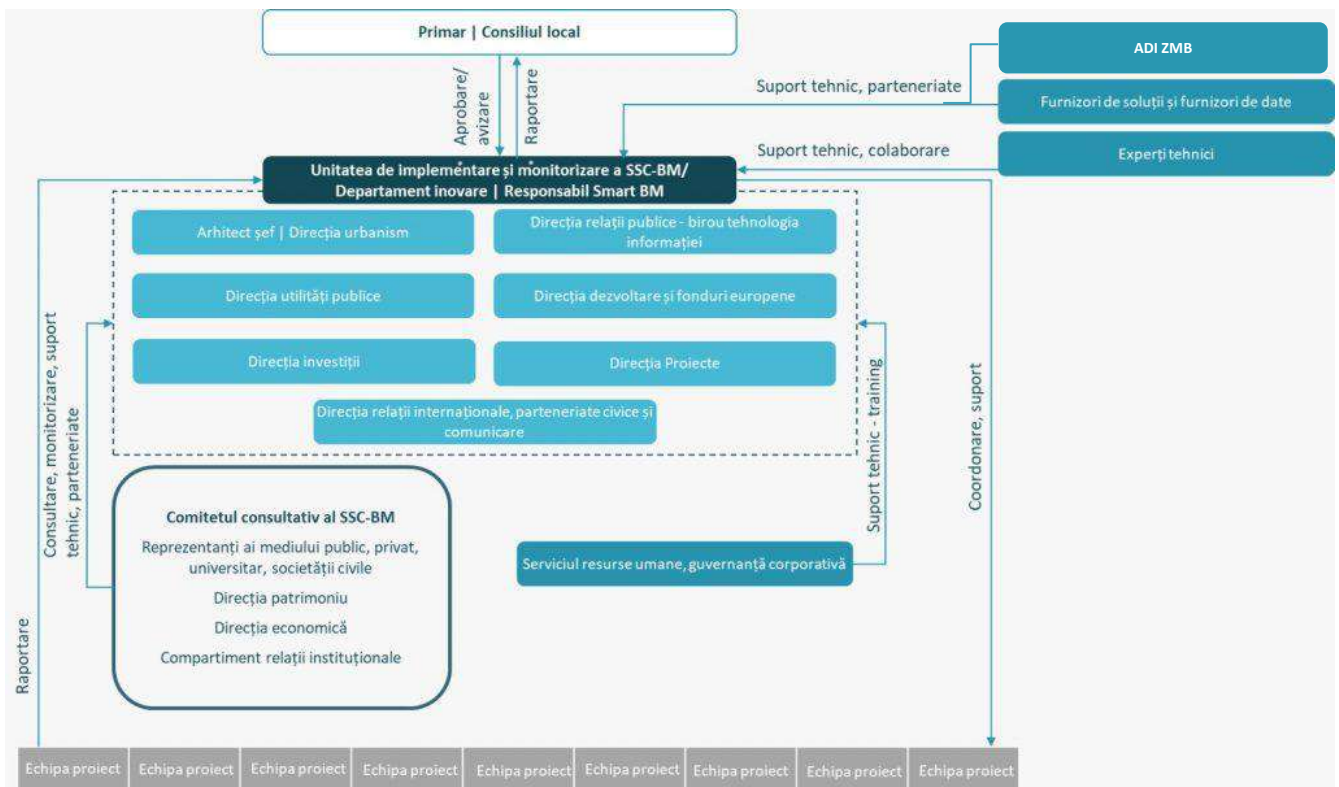 Primar | Consiliul local
ADI ZMB
Furnizori de soluții și furnizori de date
Experți tehnici
Suport tehnic, parteneriate
Suport tehnic, colaborare
Aprobare/
avizare
Raportare
Unitatea de implementare și monitorizare a SSC-BM/
Departament inovare | Responsabil Smart BM
Arhitect șef | Direcția urbanism
Direcția relații publice - birou tehnologia
informației
Direcția utilități publice
Direcția dezvoltare și fonduri europene
Direcția investiții
Direcția Proiecte
Direcția relații internaționale, parteneriate civice și
comunicare
Consultare, monitorizare, suport
tehnic, parteneriate
Suport tehnic - training
Coordonare, suport
Raportare
Comitetul consultativ al SSC-BM
Reprezentanți ai mediului public, privat,
universitar, societății civile
Direcția patrimoniu
Direcția economică
Compartiment relații instituționale
Serviciul resurse umane, guvernanță corporativă
Echipa proiect
Echipa proiect
Echipa proiect
Echipa proiect
Echipa proiect
Echipa proiect
Echipa proiect
Echipa proiect
Echipa proiect